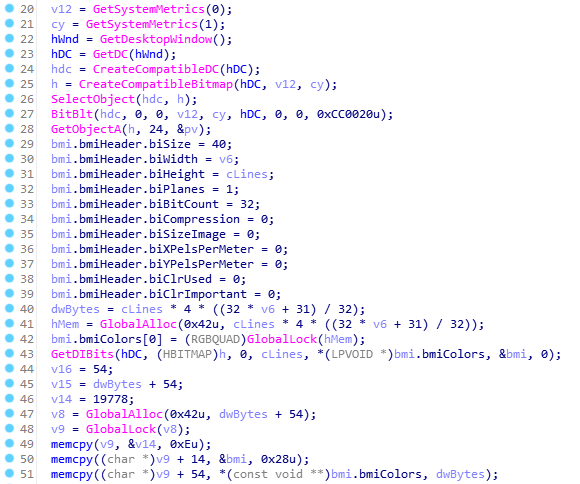 20 v12 = GetSystemMetrics(0);
21 cy = GetSystemMetrics(1);
22 hWnd = GetDesktopWindow();
23 hDC = GetDC(hWnd);
24 hdc = CreateCompatibleDC(hDC);
25 h = CreateCompatibleBitmap(hDC, v12, cy);
26 SelectObject(hdc, h);
27 BitBlt(hdc, 0, 0, v12, cy, hDC, 0, 0, 0xCC0020u);
28 GetObjectA(h, 24, &pv);
29 bmi.bmiHeader.biSize = 40;
30 bmi.bmiHeader.biWidth = v6;
31 bmi.bmiHeader.biHeight = cLines;
32 bmi.bmiHeader.biPlanes = 1;
33 bmi.bmiHeader.biBitCount = 32;
34 bmi.bmiHeader.biCompression = 0;
35 bmi.bmiHeader.biSizeImage = 0;
36 bmi.bmiHeader.biXPelsPerMeter = 0;
37 bmi.bmiHeader.biYPelsPerMeter = 0;
38 bmi.bmiHeader.biClrUsed = 0;
39 bmi.bmiHeader.biClrImportant = 0;
40 dwBytes = cLines * 4 * ((32 * v6 + 31) / 32);
41 hMem = GlobalAlloc(0x42u, cLines * 4 * ((32 * v6 + 31) / 32));
42 bmi.bmiColors[0] = (RGBQUAD)GlobalLock(hMem);
43 GetDIBits(hDC, (HBITMAP)h, 0, cLines, *(LPVOID *)bmi.bmiColors, &bmi, 0);
44 v16 = 54;
45 v15 = dwBytes + 54;
46 v14 = 19778;
47 v8 = GlobalAlloc(0x42u, dwBytes + 54);
48 v9 = GlobalLock(v8);
49 memcpy(v9, &v14, 0xEu);
50 memcpy((char *)v9 + 14, &bmi, 0x28u);
51 memcpy((char *)v9 + 54, *(const void **)bmi.bmiColors, dwBytes);